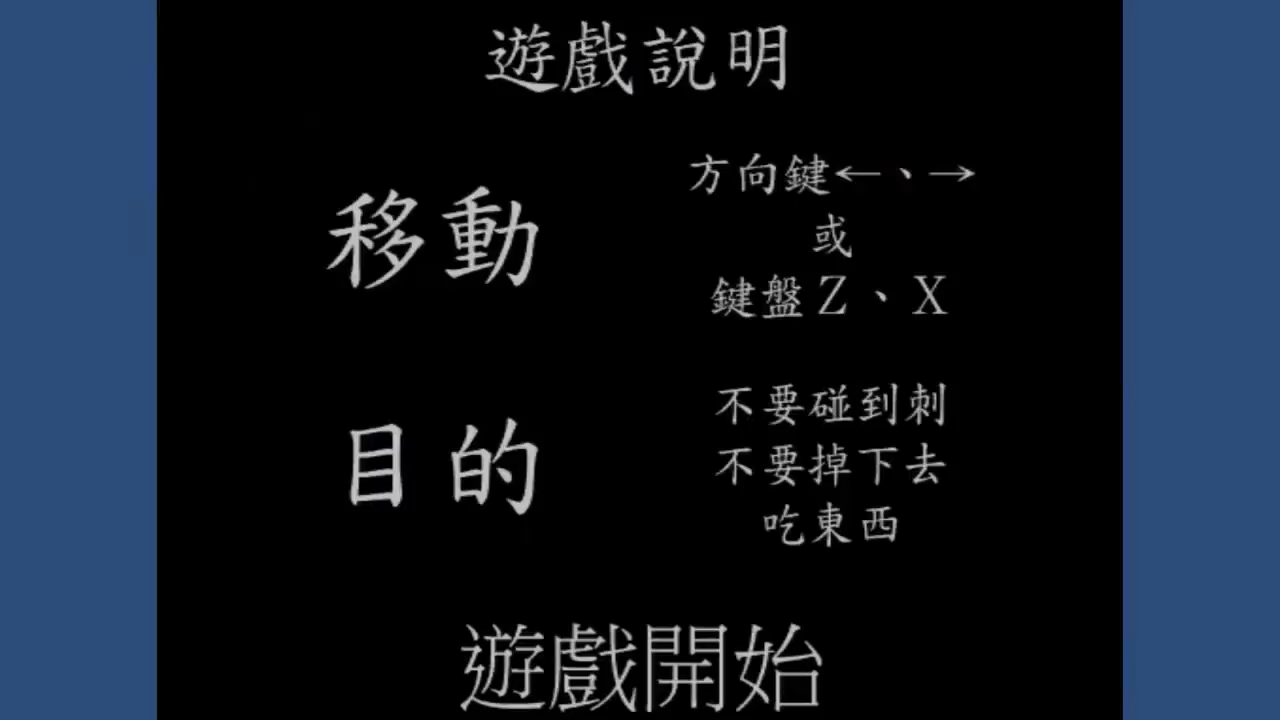 遊戲說明
移動
方向鍵←、→
或
鍵盤Z、X
目的
不要碰到刺
不要掉下去
吃東西
遊戲開始